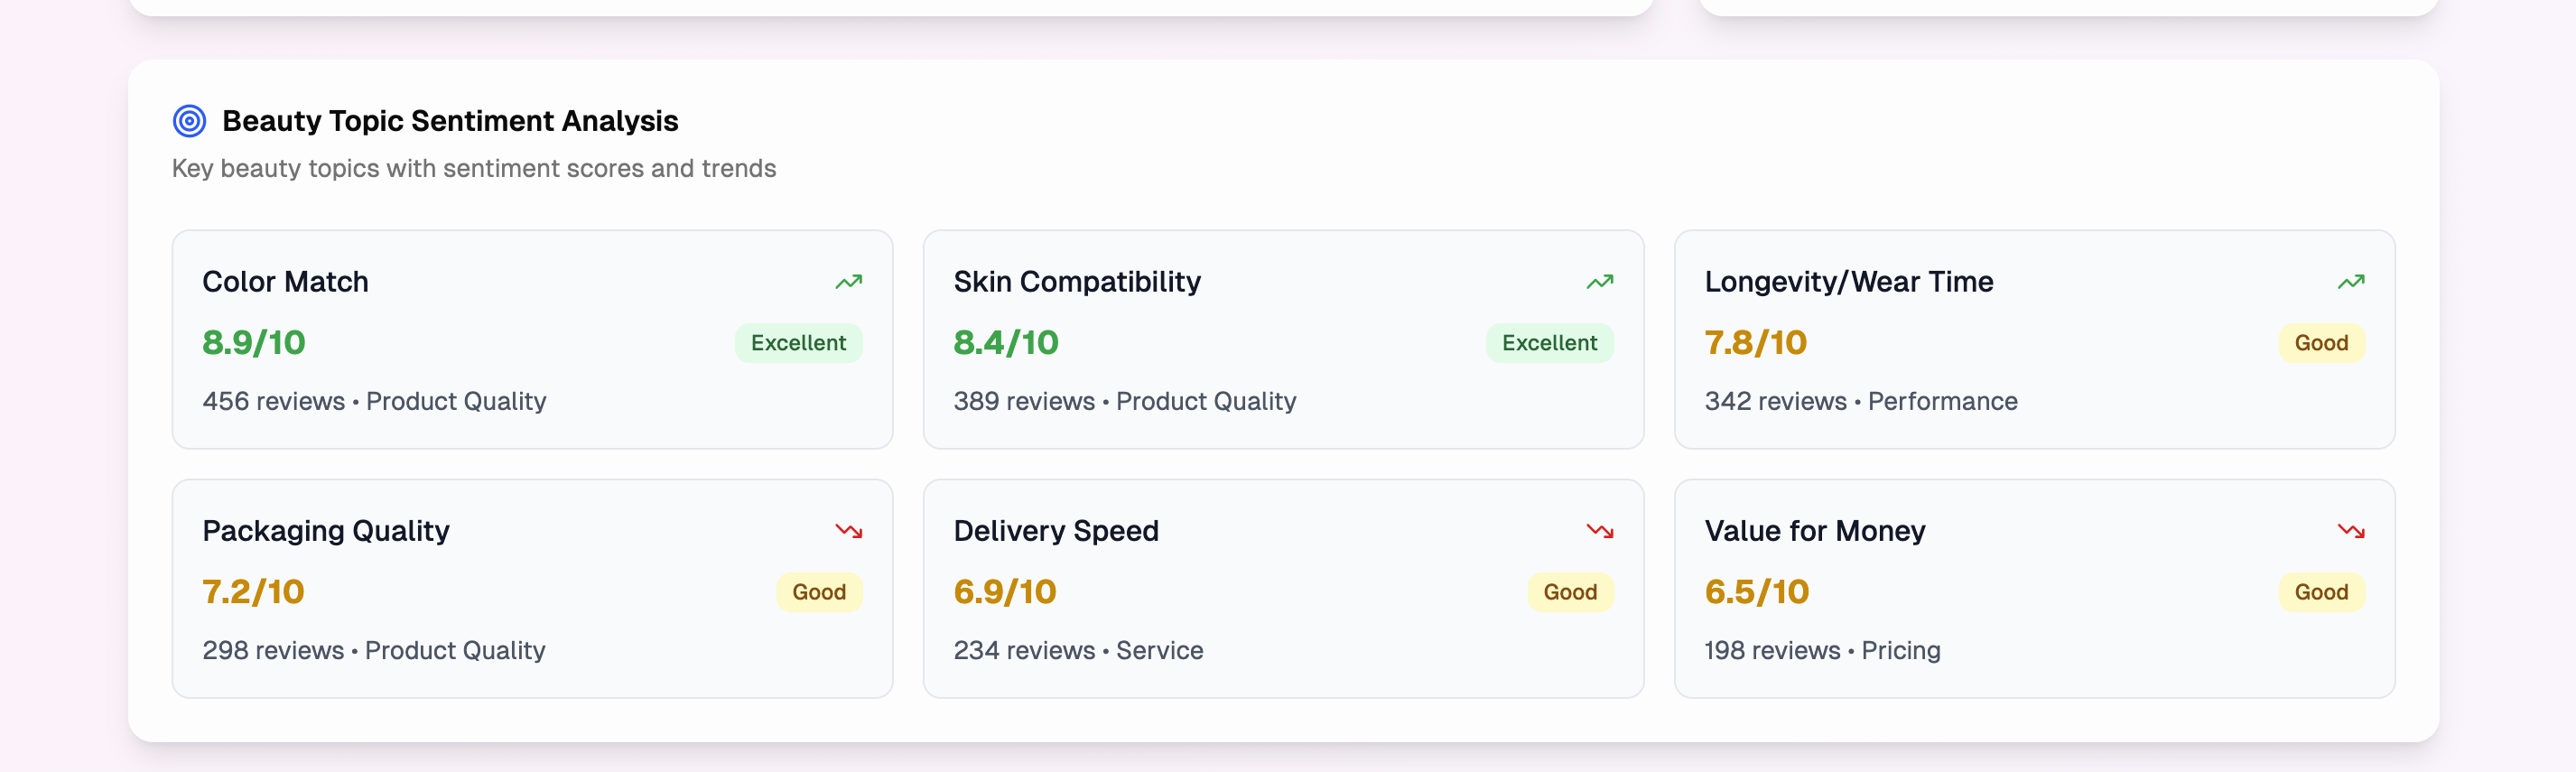 Beauty Topic Sentiment Analysis
Key beauty topics with sentiment scores and trends
Color Match
8.9/10
Excellent
456 reviews • Product Quality
Skin Compatibility
8.4/10
Excellent
389 reviews • Product Quality
Longevity/Wear Time
7.8/10
Good
342 reviews • Performance
Packaging Quality
7.2/10
Good
298 reviews • Product Quality
Delivery Speed
6.9/10
Good
234 reviews • Service
Value for Money
6.5/10
Good
198 reviews • Pricing